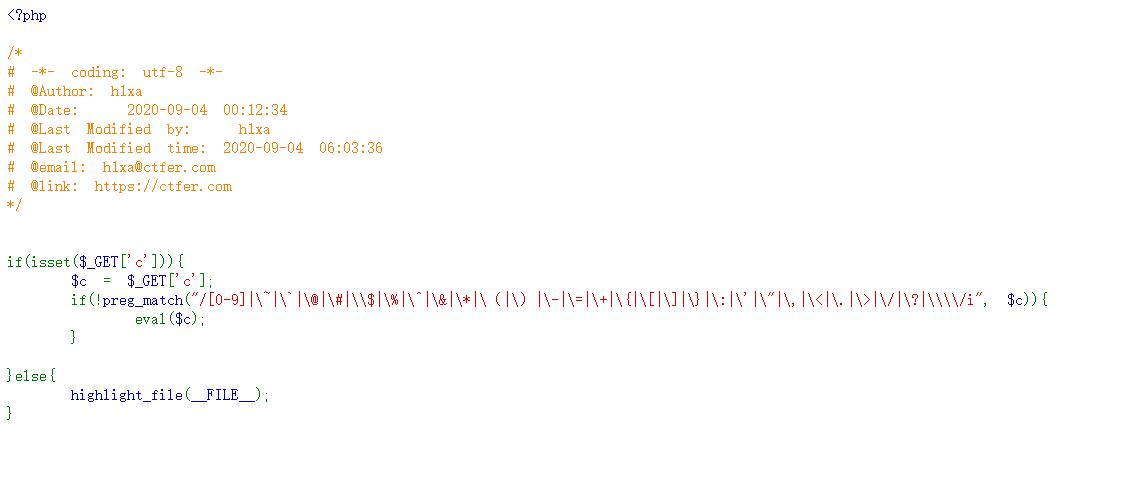 <?php
/*
# -*- coding: utf-8 -*-
# @Author: h1xa
# @Date:   2020-09-04 00:12:34
# @Last Modified by:   h1xa
# @Last Modified time: 2020-09-04 06:03:36
# @email: h1xa@ctfer.com
# @link: https://ctfer.com
*/
if(isset($_GET['c'])){
        $c = $_GET['c'];
        if(!preg_match("/[0-9]|\~|\`|\@|\#|\\$|\%|\^|\&|\*|\（|\）|\-|\=|\+|\{|\[|\]|\}|\:|\'|\"|\,|\<|\.|\>|\/|\?|\\\\/i", $c)){
                eval($c);
        }
}else{
        highlight_file(__FILE__);
}